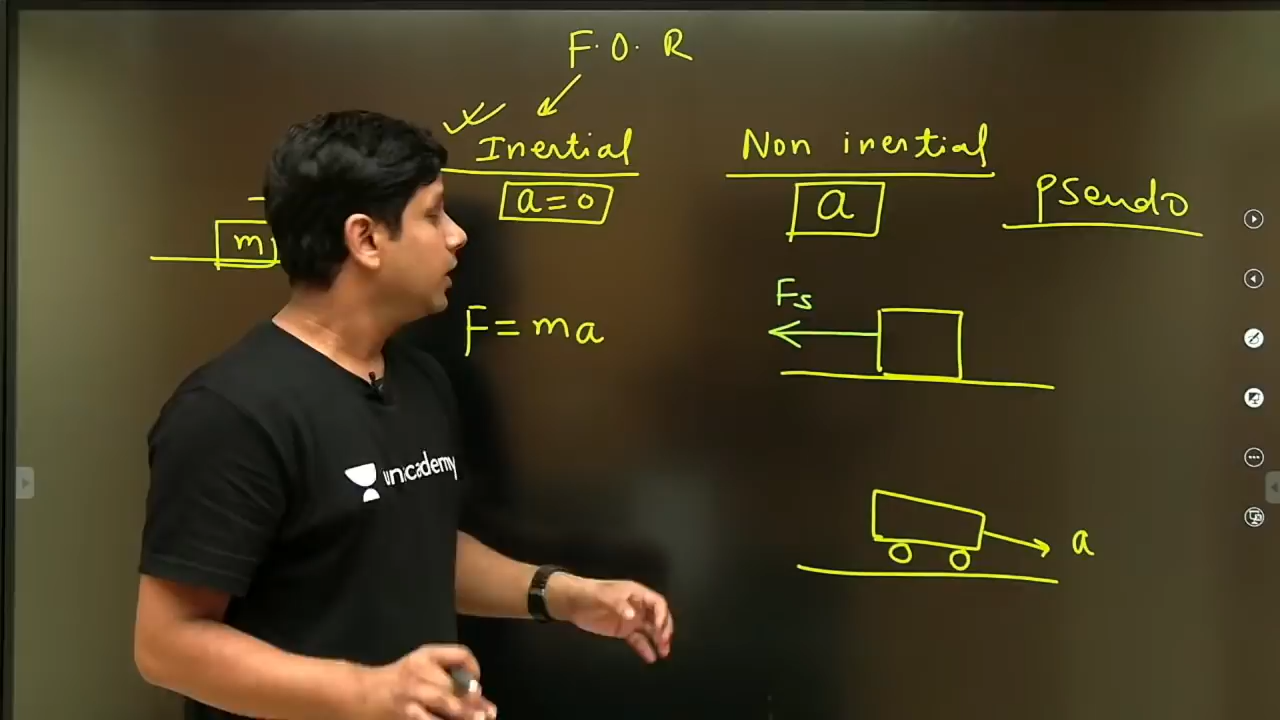 F.O.R
Inertial
Non inertial
a=0
a
Pseudo
m
F=ma
Fs
a
unacademy